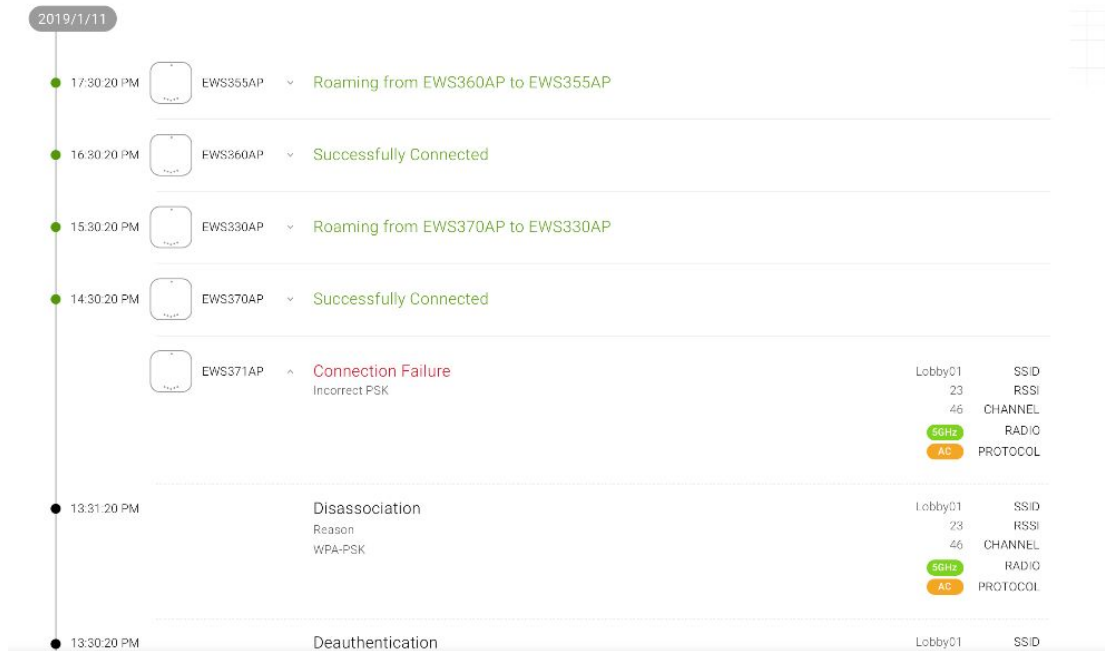 2019/1/11
17:30:20 PM EWS355AP Roaming from EWS360AP to EWS355AP
16:30:20 PM EWS360AP Successfully Connected
15:30:20 PM EWS330AP Roaming from EWS370AP to EWS330AP
14:30:20 PM EWS370AP Successfully Connected
EWS371AP Connection Failure Lobby01 SSID
Incorrect PSK 23 RSSI
46 CHANNEL
5GHz RADIO
AC PROTOCOL
13:31:20 PM Disassociation Lobby01 SSID
Reason 23 RSSI
WPA-PSK 46 CHANNEL
5GHz RADIO
AC PROTOCOL
13:30:20 PM Deauthentication Lobby01 SSID